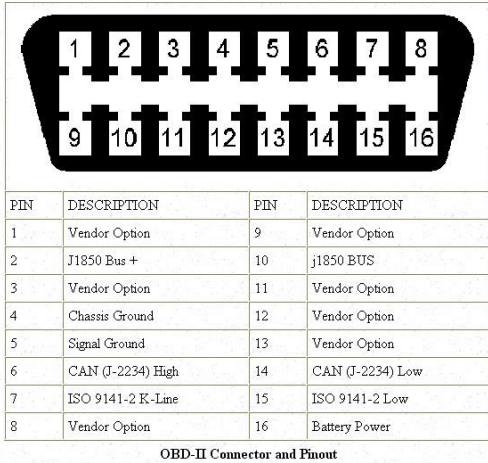 1 2 3 4 5 6 7 8
9 10 11 12 13 14 15 16
PIN DESCRIPTION PIN DESCRIPTION
1 Vendor Option 9 Vendor Option
2 J1850 Bus + 10 j1850 BUS
3 Vendor Option 11 Vendor Option
4 Chassis Ground 12 Vendor Option
5 Signal Ground 13 Vendor Option
6 CAN (J-2234) High 14 CAN (J-2234) Low
7 ISO 9141-2 K-Line 15 ISO 9141-2 Low
8 Vendor Option 16 Battery Power
OBD-II Connector and Pinout